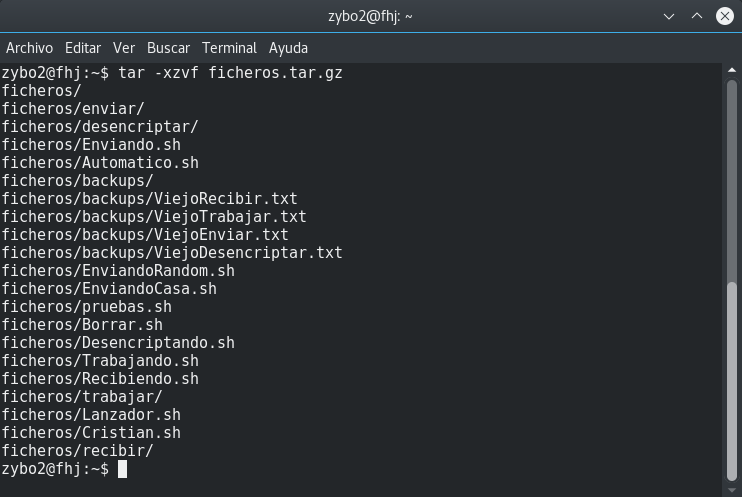 zybo2@fhj: ~
Archivo Editar Ver Buscar Terminal Ayuda
zybo2@fhj:~$ tar -xzvf ficheros.tar.gz
ficheros/
ficheros/enviar/
ficheros/desencriptar/
ficheros/Enviando.sh
ficheros/Automatico.sh
ficheros/backups/
ficheros/backups/ViejoRecibir.txt
ficheros/backups/ViejoTrabajar.txt
ficheros/backups/ViejoEnviar.txt
ficheros/backups/ViejoDesencriptar.txt
ficheros/EnviandoRandom.sh
ficheros/EnviandoCasa.sh
ficheros/pruebas.sh
ficheros/Borrar.sh
ficheros/Desencriptando.sh
ficheros/Trabajando.sh
ficheros/Recibiendo.sh
ficheros/trabajar/
ficheros/Lanzador.sh
ficheros/Cristian.sh
ficheros/recibir/
zybo2@fhj:~$